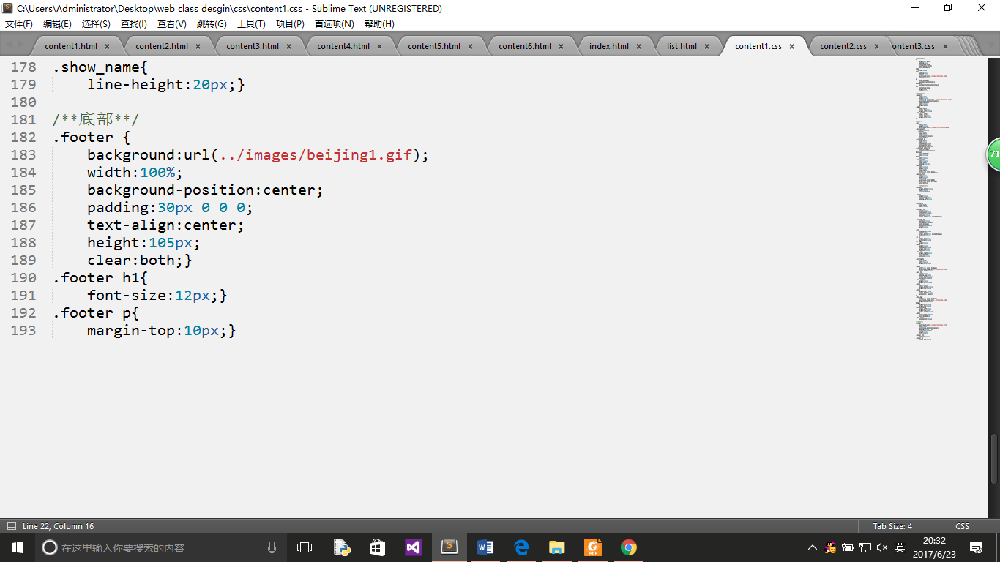 C:\Users\Administrator\Desktop\web class desgin\css\content1.css - Sublime Text (UNREGISTERED)
文件(F) 编辑(E) 选择(S) 查找(I) 查看(V) 跳转(G) 工具(T) 项目(P) 首选项(N) 帮助(H)
content1.html × content2.html × content3.html × content4.html × content5.html × content6.html × index.html × list.html × content1.css × content2.css × ontent3.css ×
178 .show_name{
179 line-height:20px;}
180
181 /**底部**/
182 .footer {
183 background:url(../images/beijing1.gif);
184 width:100%;
185 background-position:center;
186 padding:30px 0 0 0;
187 text-align:center;
188 height:105px;
189 clear:both;}
190 .footer h1{
191 font-size:12px;}
192 .footer p{
193 margin-top:10px;}
71
Line 22, Column 16 Tab Size: 4 CSS
在这里输入你要搜索的内容 英 20:32
2017/6/23